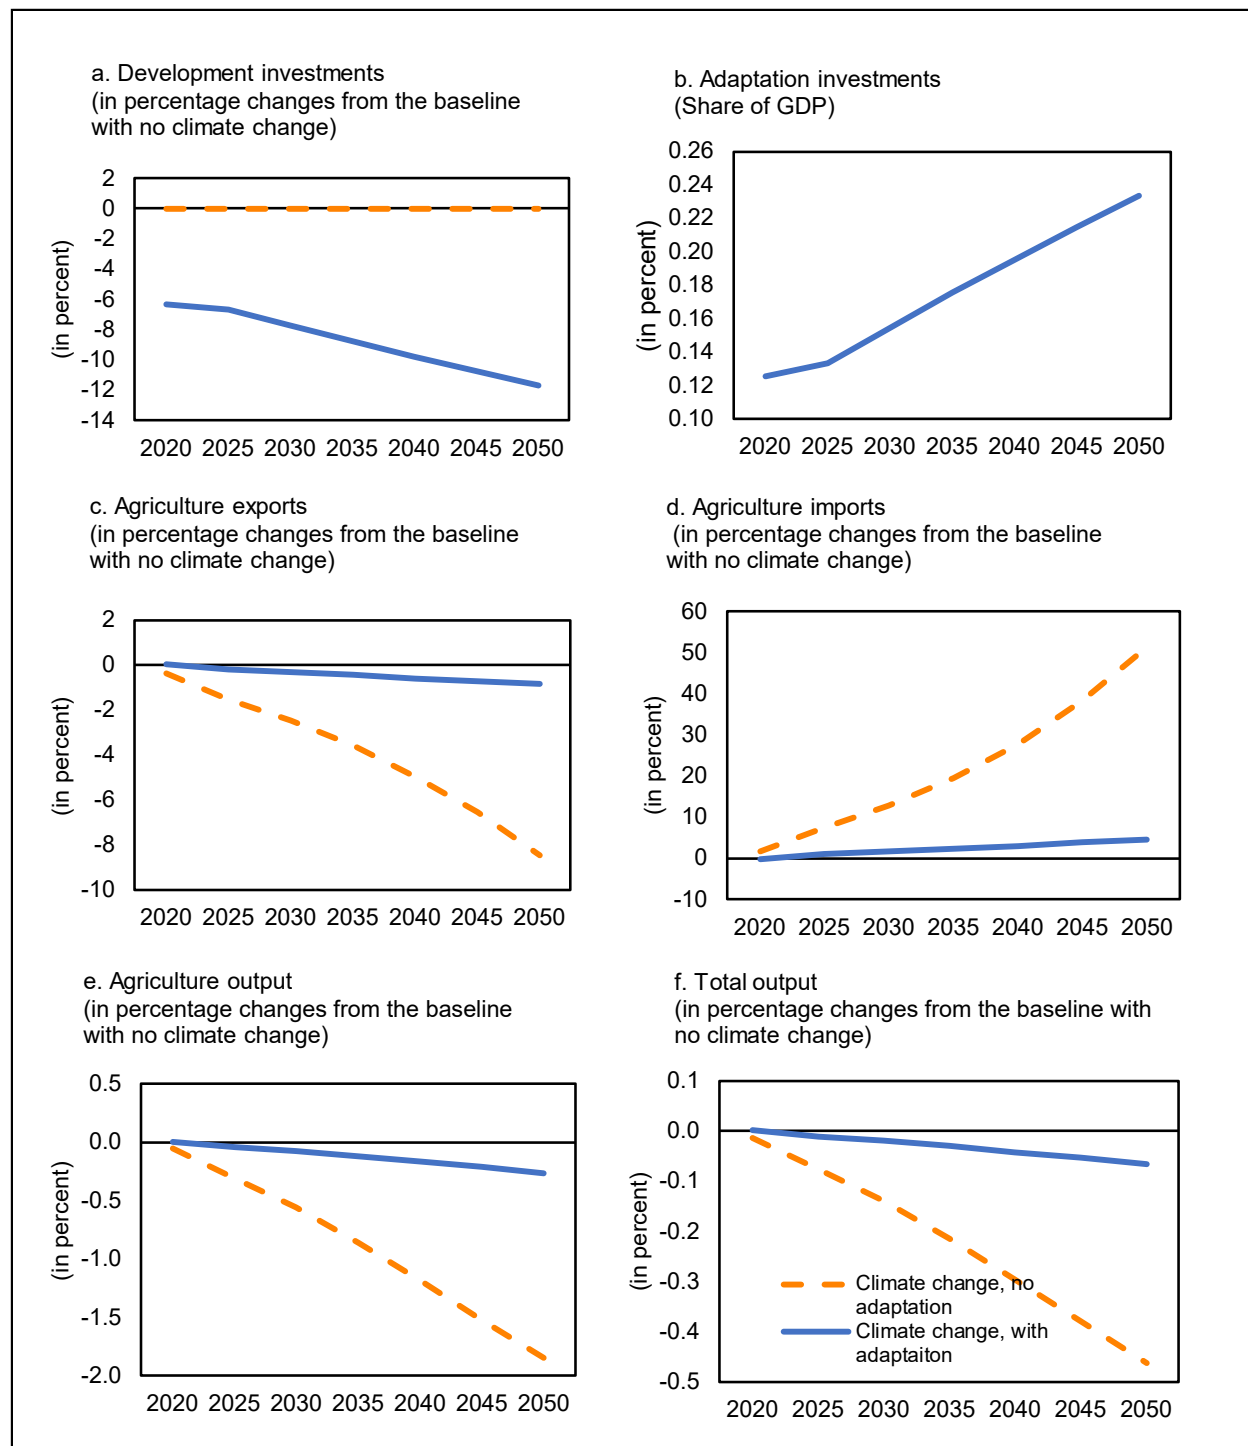 a. Development investments
(in percentage changes from the baseline
with no climate change)
2
0
-2
-4
-6
-8
-10
-12
-14
(in percent)
2020 2025 2030 2035 2040 2045 2050
b. Adaptation investments
(Share of GDP)
0.26
0.24
0.22
0.20
0.18
0.16
0.14
0.12
0.10
(in percent)
2020 2025 2030 2035 2040 2045 2050
c. Agriculture exports
(in percentage changes from the baseline
with no climate change)
2
0
-2
-4
-6
-8
-10
(in percent)
2020 2025 2030 2035 2040 2045 2050
d. Agriculture imports
(in percentage changes from the baseline
with no climate change)
60
50
40
30
20
10
0
-10
(in percent)
2020 2025 2030 2035 2040 2045 2050
e. Agriculture output
(in percentage changes from the baseline
with no climate change)
0.5
0.0
-0.5
-1.0
-1.5
-2.0
(in percent)
2020 2025 2030 2035 2040 2045 2050
f. Total output
(in percentage changes from the baseline with
no climate change)
0.1
0.0
-0.1
-0.2
-0.3
-0.4
-0.5
(in percent)
Climate change, no
adaptation
Climate change, with
adaptaiton
2020 2025 2030 2035 2040 2045 2050